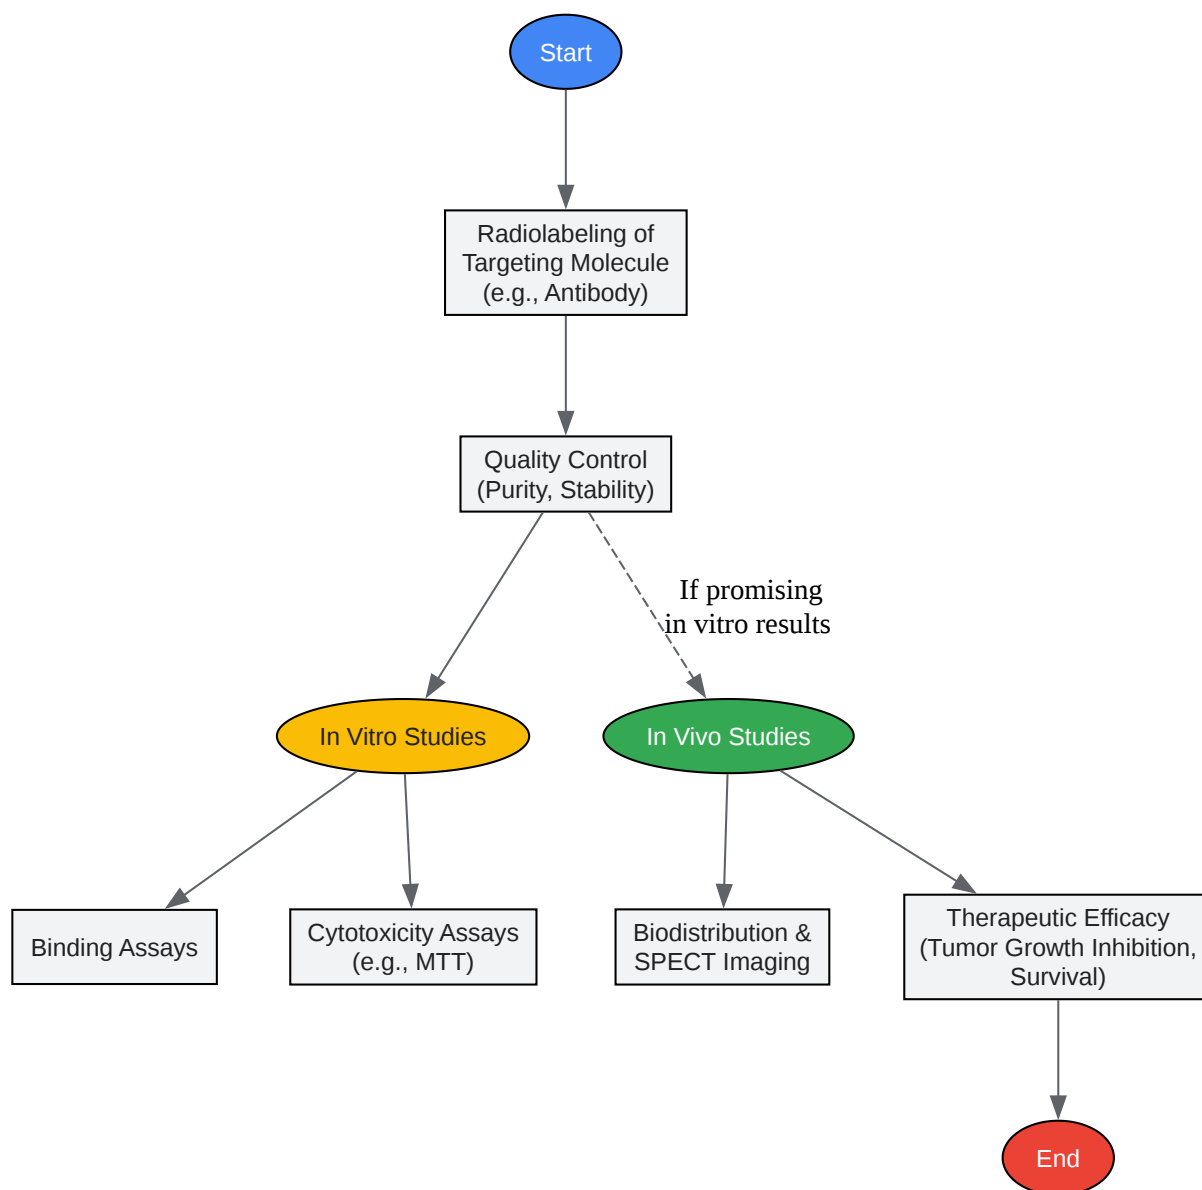 Start
Radiolabeling of
Targeting Molecule
(e.g., Antibody)
Quality Control
(Purity, Stability)
If promising
in vitro results
In Vitro Studies
In Vivo Studies
Binding Assays
Cytotoxicity Assays
(e.g., MTT)
Biodistribution &
SPECT Imaging
Therapeutic Efficacy
(Tumor Growth Inhibition,
Survival)
End